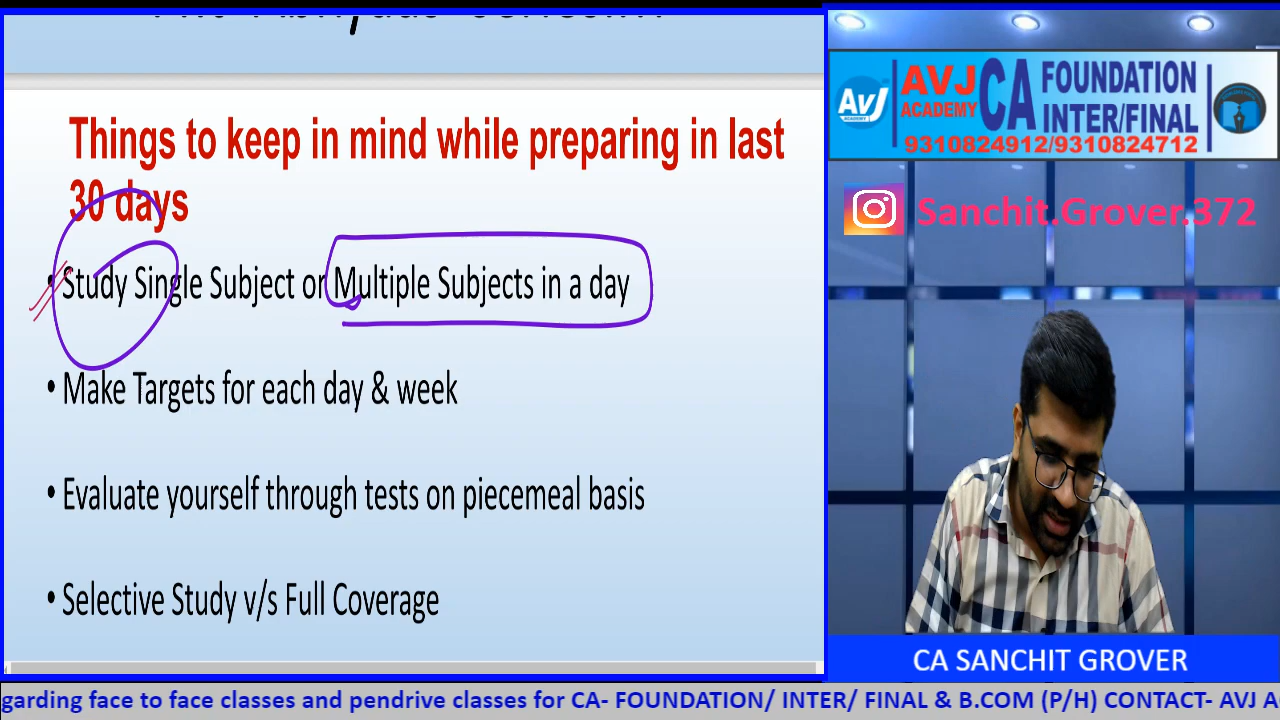 Things to keep in mind while preparing in last
30 days
• Study Single Subject or Multiple Subjects in a day
• Make Targets for each day & week
• Evaluate yourself through tests on piecemeal basis
• Selective Study v/s Full Coverage
AvJ
ACADEMY
AVJ
ACADEMY
CA
FOUNDATION
INTER/FINAL
9310824912/9310824712
Sanchit.Grover.372
CA SANCHIT GROVER
garding face to face classes and pendrive classes for CA- FOUNDATION/ INTER/ FINAL & B.COM (P/H) CONTACT- AVJ A